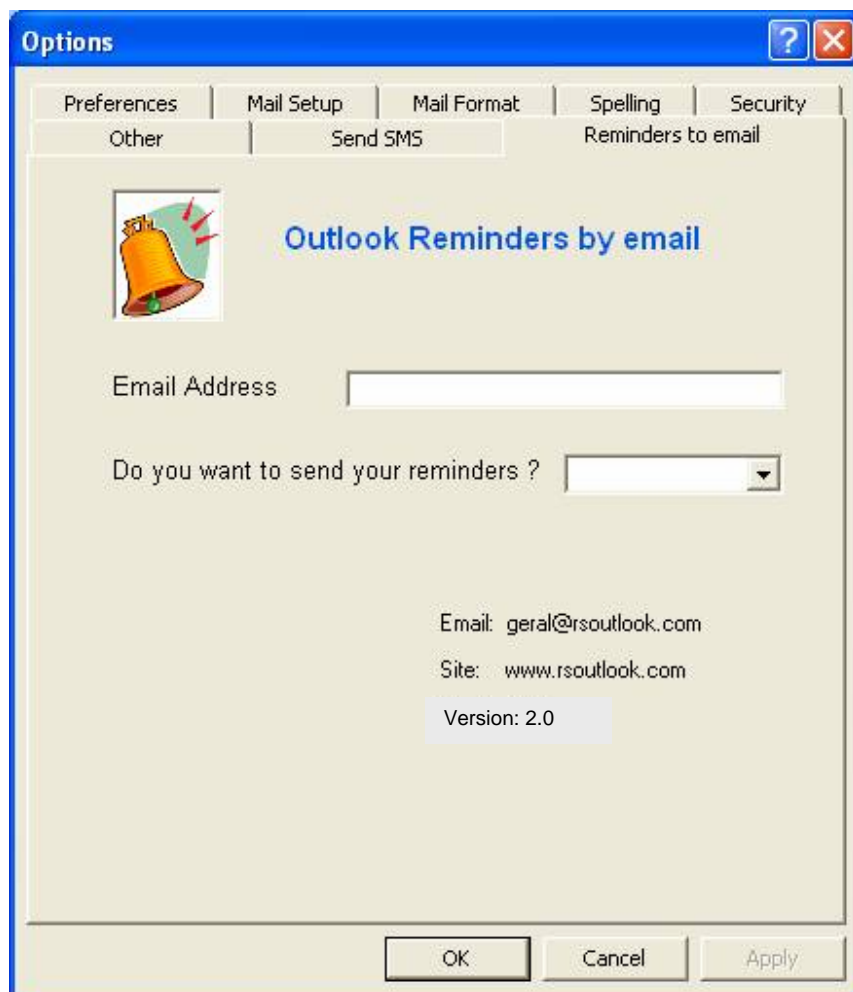 Options
Preferences Mail Setup Mail Format Spelling Security
Other Send SMS Reminders to email
Outlook Reminders by email
Email Address
Do you want to send your reminders ?
Email: geral@rsoutlook.com
Site: www.rsoutlook.com
Version: 2.0
OK Cancel Apply